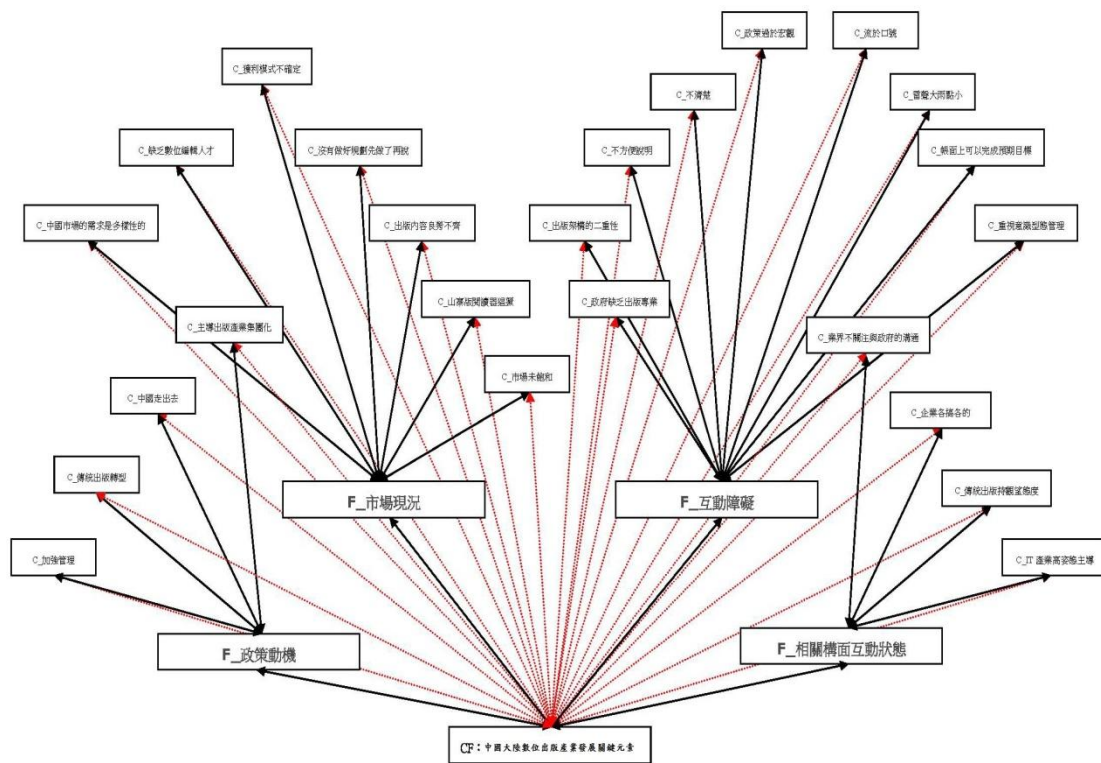 C_政策過於宏觀
C_流於口號
C_獲利模式不確定
C_不清楚
C_雷聲大雨點小
C_缺乏數位編輯人才
C_沒有做好規劃先做了再說
C_不方便說明
C_帳面上可以完成預期目標
C_中國市場的需求是多樣性的
C_出版內容良莠不齊
C_出版架構的二重性
C_重視意識型態管理
C_山寨版閱讀器猖獗
C_政府缺乏出版專業
C_主導出版產業集團化
C_業界不關注與政府的溝通
C_市場未飽和
C_中國走出去
C_企業各搞各的
C_傳統出版轉型
F_市場現況
F_互動障礙
C_傳統出版持觀望態度
C_加強管理
C_IT 產業高姿態主導
F_政策動機
F_相關構面互動狀態
CF：中國大陸數位出版產業發展關鍵元素